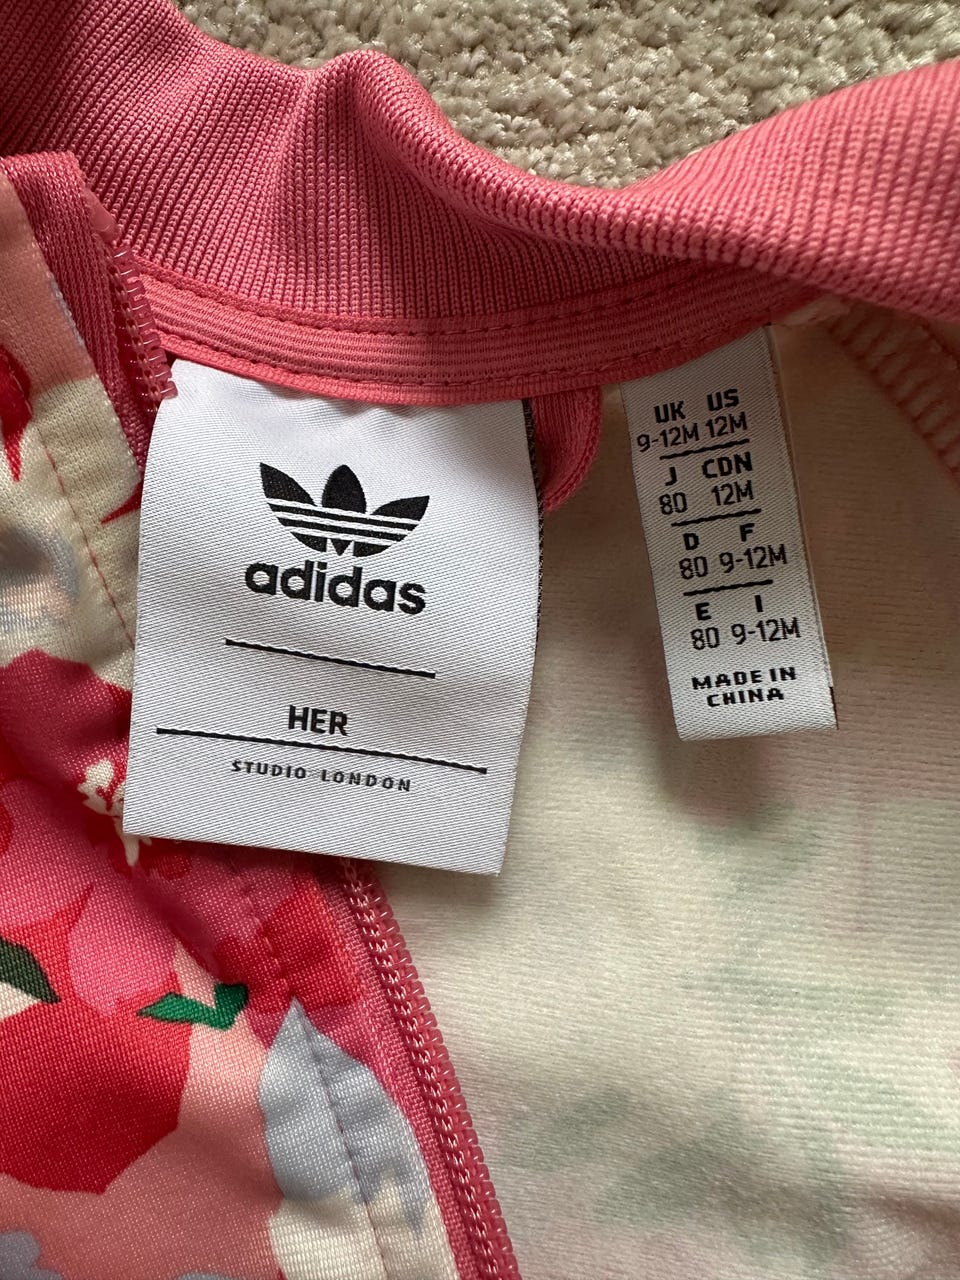 adidas
HER
STUDIO LONDON
UK US
9-12M 12M
J CDN
80 12M
D F
80 9-12M
E I
80 9-12M
MADE IN
CHINA